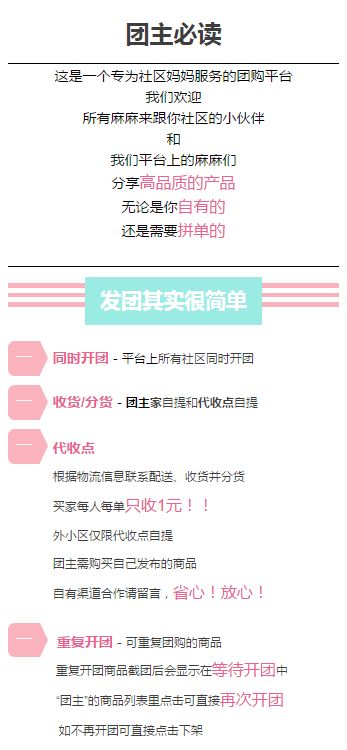 团主必读
这是一个专为社区妈妈服务的团购平台
我们欢迎
所有麻麻来跟你社区的小伙伴
和
我们平台上的麻麻们
分享高品质的产品
无论是你自有的
还是需要拼单的
发团其实很简单
一 同时开团 - 平台上所有社区同时开团
一 收货/分货 - 团主家自提和代收点自提
一 代收点
根据物流信息联系配送、收货并分货
买家每人每单只收1元！！
外小区仅限代收点自提
团主需购买自己发布的商品
自有渠道合作请留言，省心！放心！
一 重复开团 - 可重复团购的商品
重复开团商品截团后会显示在等待开团中
“团主”的商品列表里点击可直接再次开团
如不再开团可直接点击下架